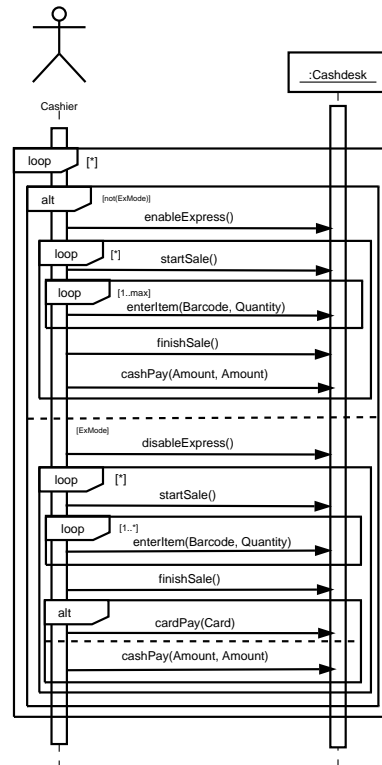 :Cashdesk
Cashier
loop [*]
alt [not(ExMode)]
enableExpress()
loop [*]
startSale()
loop [1..max]
enterItem(Barcode, Quantity)
finishSale()
cashPay(Amount, Amount)
[ExMode]
disableExpress()
loop [*]
startSale()
loop [1..*]
enterItem(Barcode, Quantity)
finishSale()
alt
cardPay(Card)
cashPay(Amount, Amount)